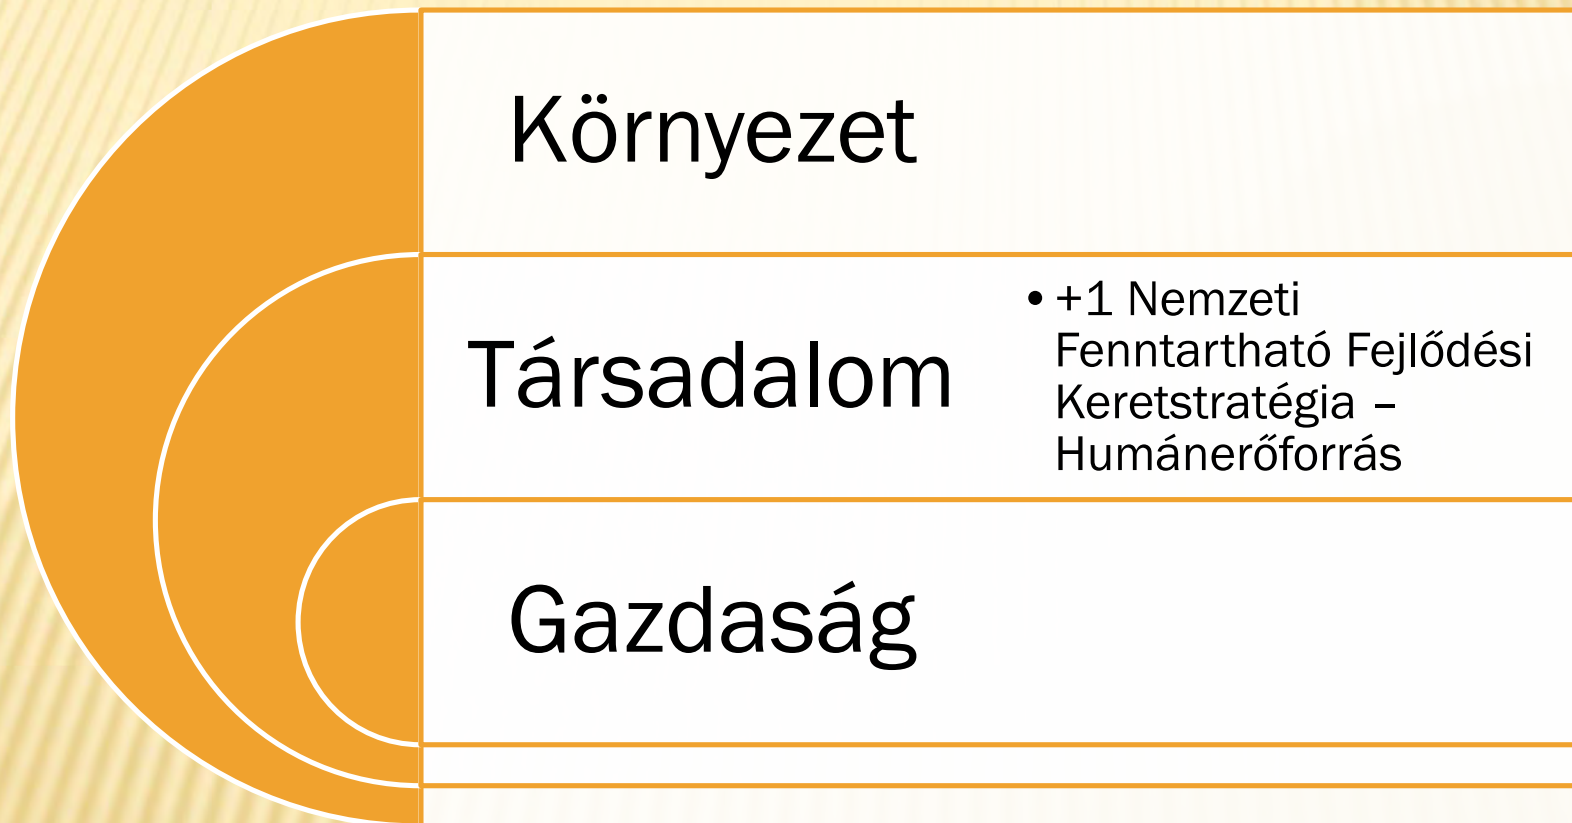 Környezet
Társadalom
• +1 Nemzeti
Fenntartható Fejlődési
Keretstratégia –
Humánerőforrás
Gazdaság